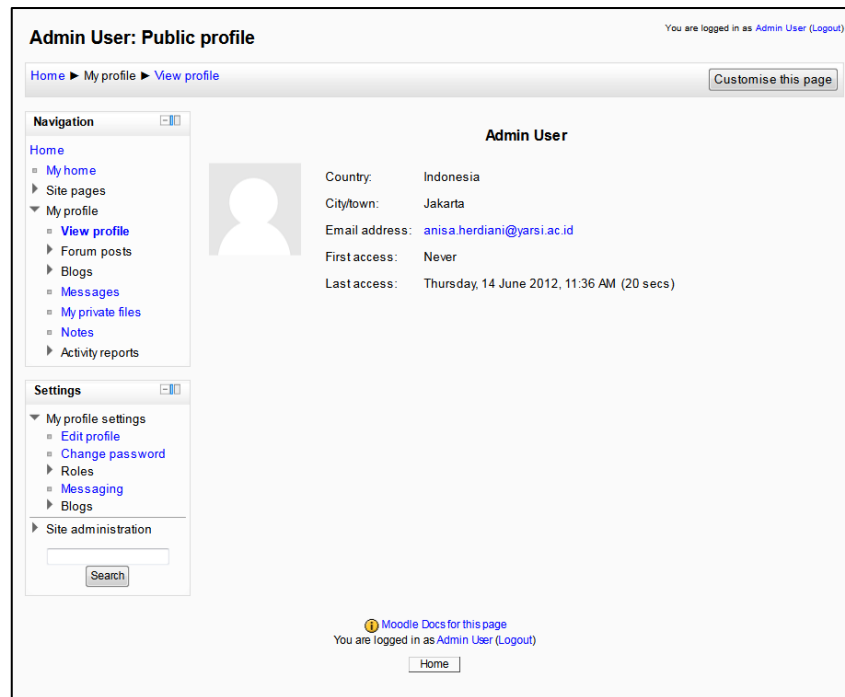 Admin User: Public profile
You are logged in as Admin User (Logout)
Home ► My profile ► View profile
Customise this page
Navigation
Home
My home
Site pages
My profile
View profile
Forum posts
Blogs
Messages
My private files
Notes
Activity reports
Settings
My profile settings
Edit profile
Change password
Roles
Messaging
Blogs
Site administration
Search
Admin User
Country: Indonesia
City/town: Jakarta
Email address: anisa.herdiani@yarsi.ac.id
First access: Never
Last access: Thursday, 14 June 2012, 11:36 AM (20 secs)
Moodle Docs for this page
You are logged in as Admin User (Logout)
Home